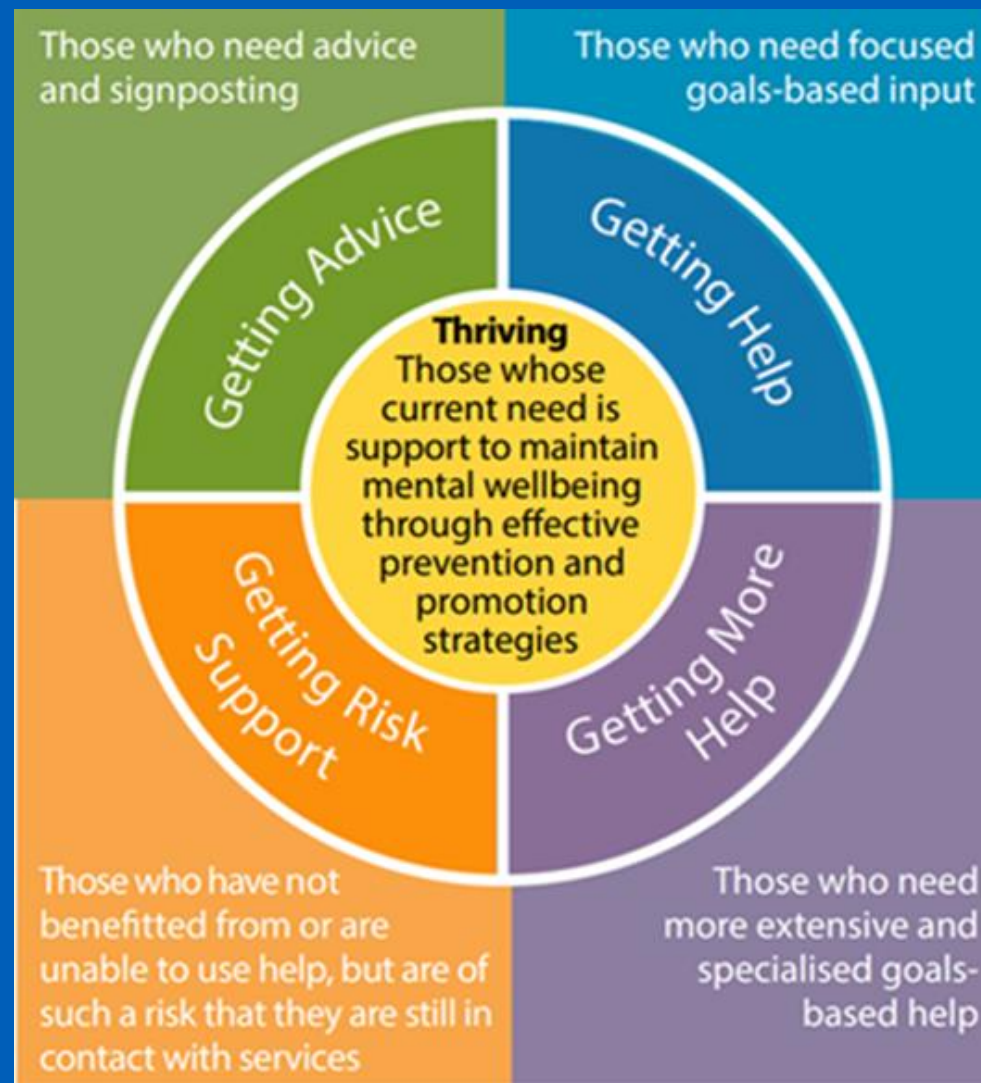 Those who need advice
and signposting
Those who need focused
goals-based input
Getting Advice
Getting Help
Thriving
Those whose
current need is
support to maintain
mental wellbeing
through effective
prevention and
promotion
strategies
Getting Risk
Support
Getting More
Help
Those who have not
benefitted from or are
unable to use help, but are of
such a risk that they are still in
contact with services
Those who need
more extensive and
specialised goals-
based help